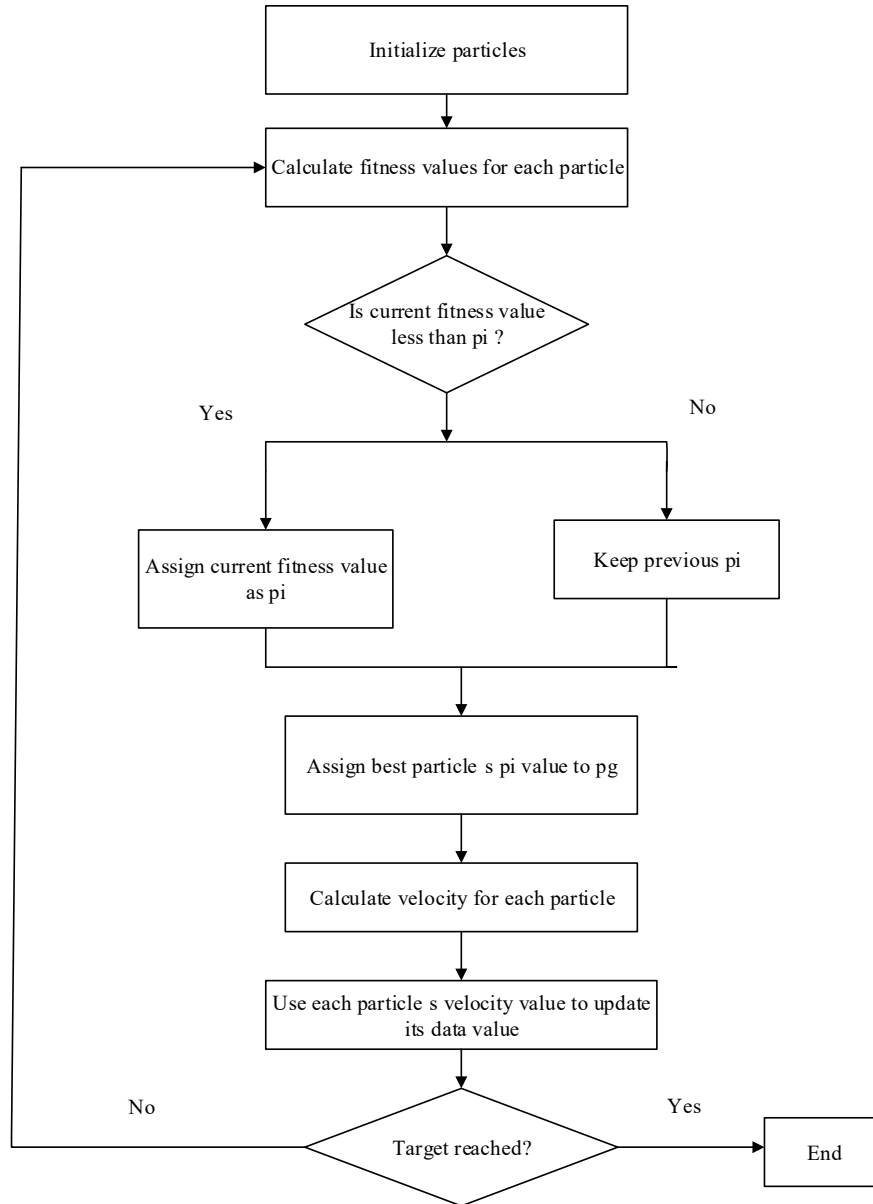 Initialize particles
Calculate fitness values for each particle
Is current fitness value
less than pi ?
Yes
No
Assign current fitness value
as pi
Keep previous pi
Assign best particle s pi value to pg
Calculate velocity for each particle
Use each particle s velocity value to update
its data value
No
Yes
Target reached?
End